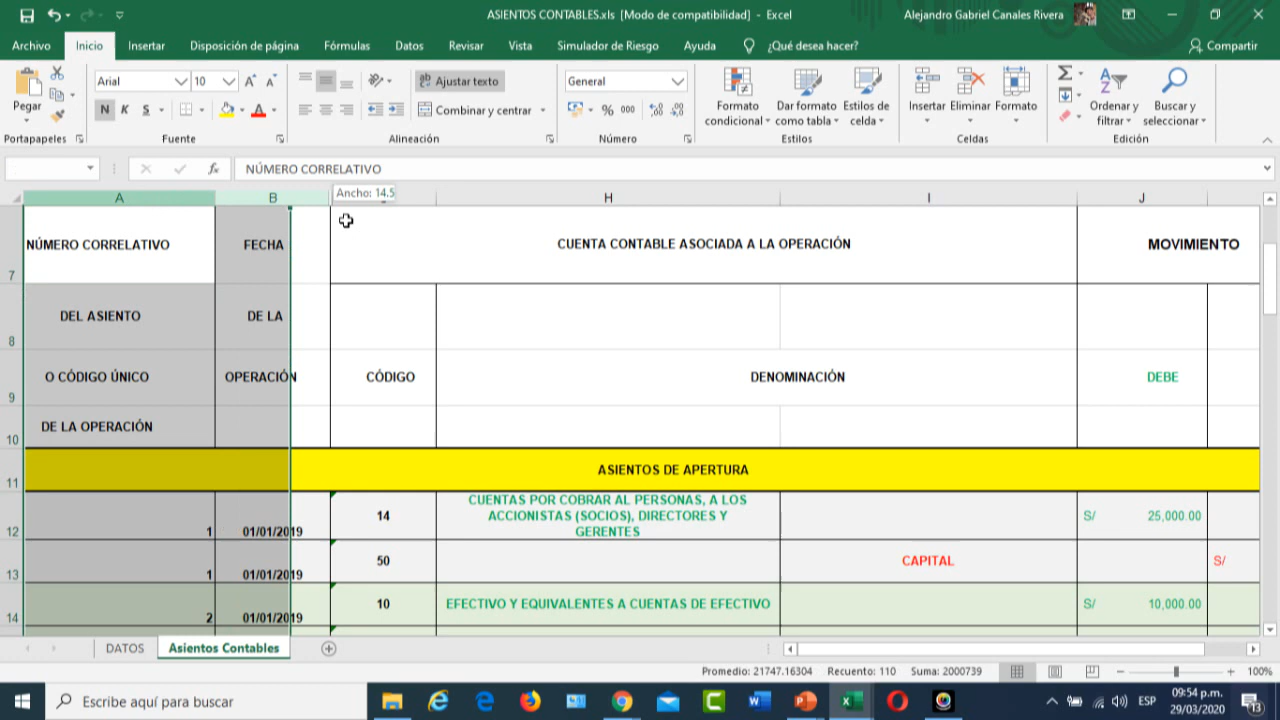 ASIENTOS CONTABLES.xls [Modo de compatibilidad] - Excel
Alejandro Gabriel Canales Rivera
Archivo Inicio Insertar Disposición de página Fórmulas Datos Revisar Vista Simulador de Riesgo Ayuda ¿Qué desea hacer? Compartir
Pegar
Arial 10
N K S
Ajustar texto
Combinar y centrar
General
% 000
Formato condicional
Dar formato como tabla
Estilos de celda
Insertar Eliminar Formato
Ordenar y filtrar
Buscar y seleccionar
Portapapeles Fuente Alineación Número Estilos Celdas Edición
fx NÚMERO CORRELATIVO
Ancho: 14.5
A B H I J
7 NÚMERO CORRELATIVO FECHA CUENTA CONTABLE ASOCIADA A LA OPERACIÓN MOVIMIENTO
8 DEL ASIENTO DE LA
9 O CÓDIGO ÚNICO OPERACIÓN CÓDIGO DENOMINACIÓN DEBE
10 DE LA OPERACIÓN
11 ASIENTOS DE APERTURA
12 1 01/01/2019 14 CUENTAS POR COBRAR AL PERSONAS, A LOS ACCIONISTAS (SOCIOS), DIRECTORES Y GERENTES S/ 25,000.00
13 1 01/01/2019 50 CAPITAL S/
14 2 01/01/2019 10 EFECTIVO Y EQUIVALENTES A CUENTAS DE EFECTIVO S/ 10,000.00
DATOS Asientos Contables
Promedio: 21747.16304 Recuento: 110 Suma: 2000739 100%
Escribe aquí para buscar
ESP
09:54 p.m.
29/03/2020
13